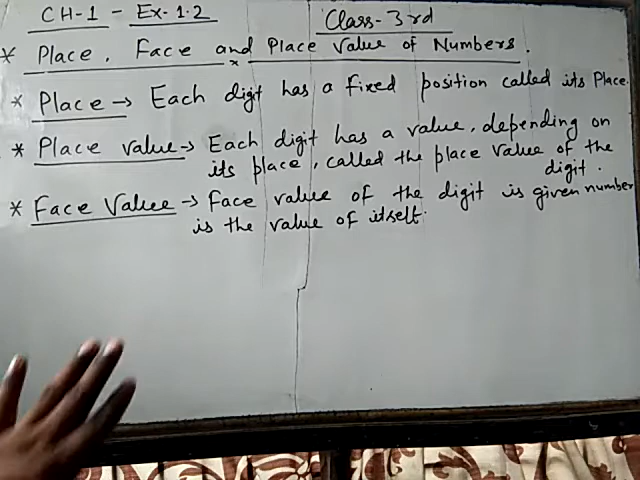 CH-1 - Ex-1.2 Class-3rd
* Place, Face and Place Value of Numbers.
* Place → Each digit has a fixed position called its Place.
* Place value → Each digit has a value, depending on
its place, called the place value of the
digit.
* Face Value → Face value of the digit is given number
is the value of itself.